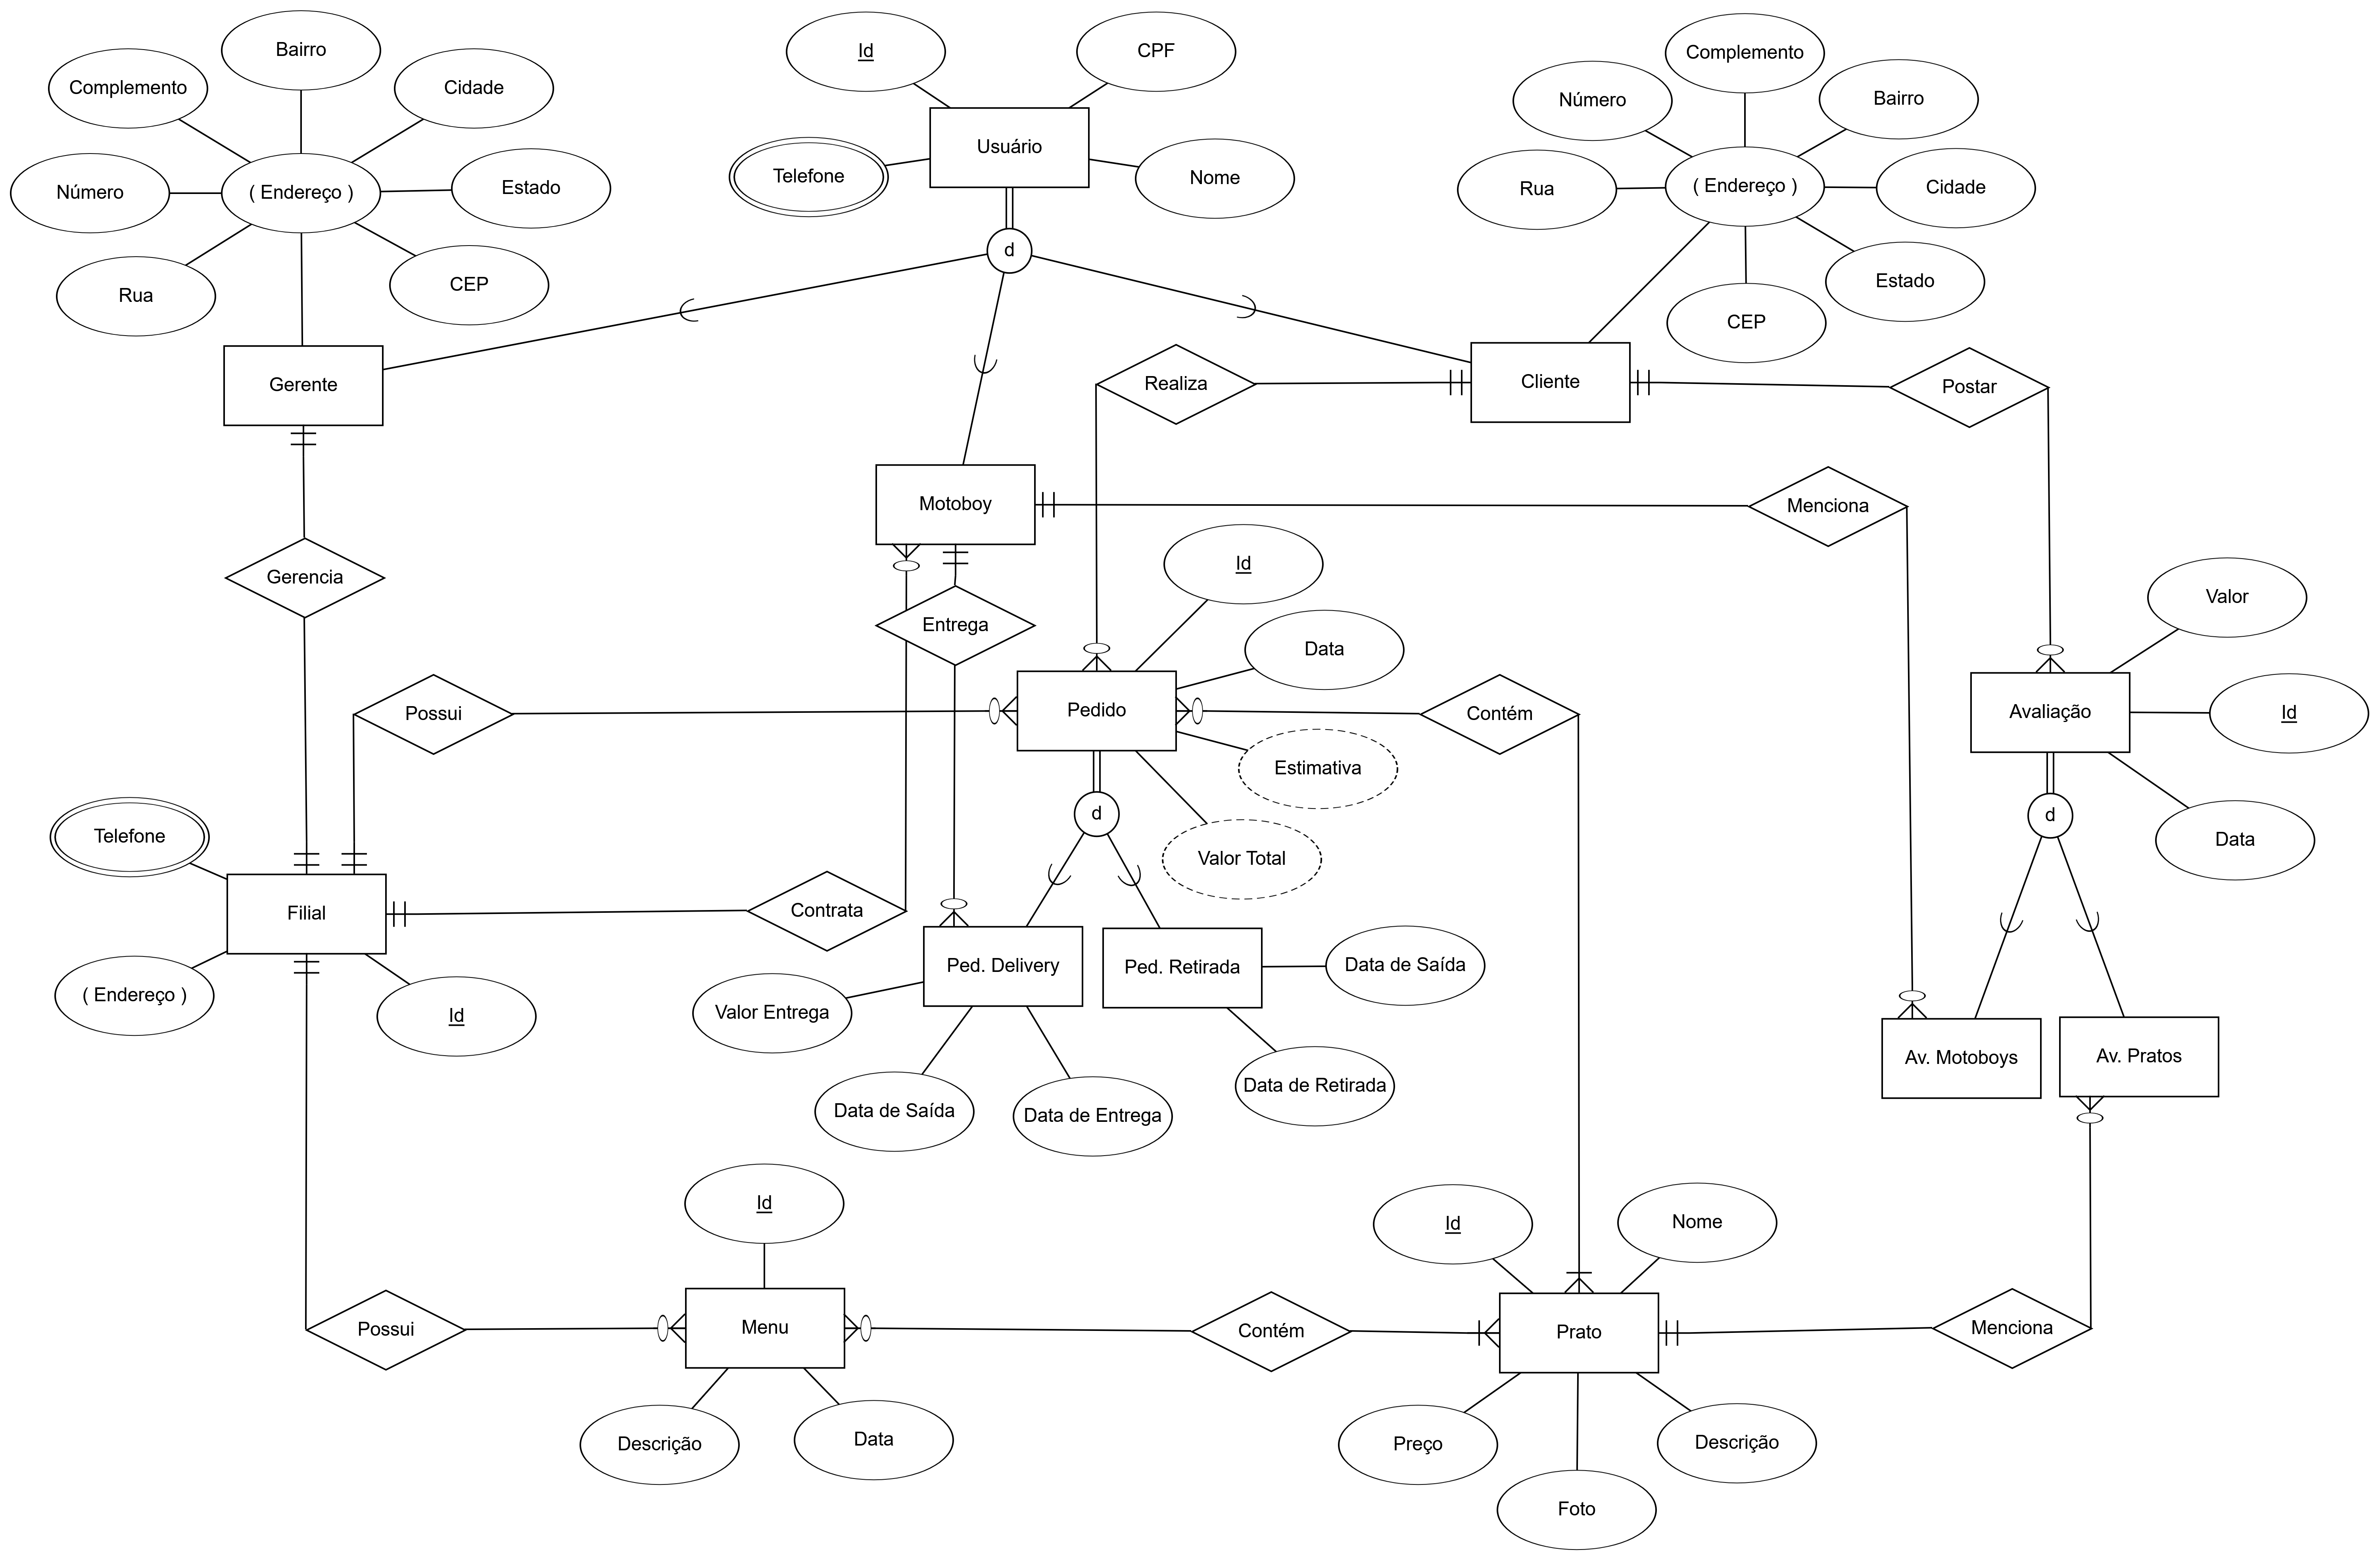 Bairro
Id
CPF
Complemento
Complemento
Cidade
Número
Bairro
Usuário
Telefone
Nome
Número
( Endereço )
Estado
Rua
( Endereço )
Cidade
d
Rua
CEP
CEP
Estado
Gerente
Realiza
Cliente
Postar
Motoboy
Menciona
Gerencia
Id
Entrega
Valor
Data
Possui
Pedido
Contém
Avaliação
Id
Estimativa
Telefone
d
d
Data
Valor Total
Filial
Contrata
Ped. Delivery
Ped. Retirada
Data de Saída
( Endereço )
Id
Valor Entrega
Av. Motoboys
Av. Pratos
Data de Retirada
Data de Saída
Data de Entrega
Id
Id
Nome
Possui
Menu
Contém
Prato
Menciona
Descrição
Data
Preço
Descrição
Foto